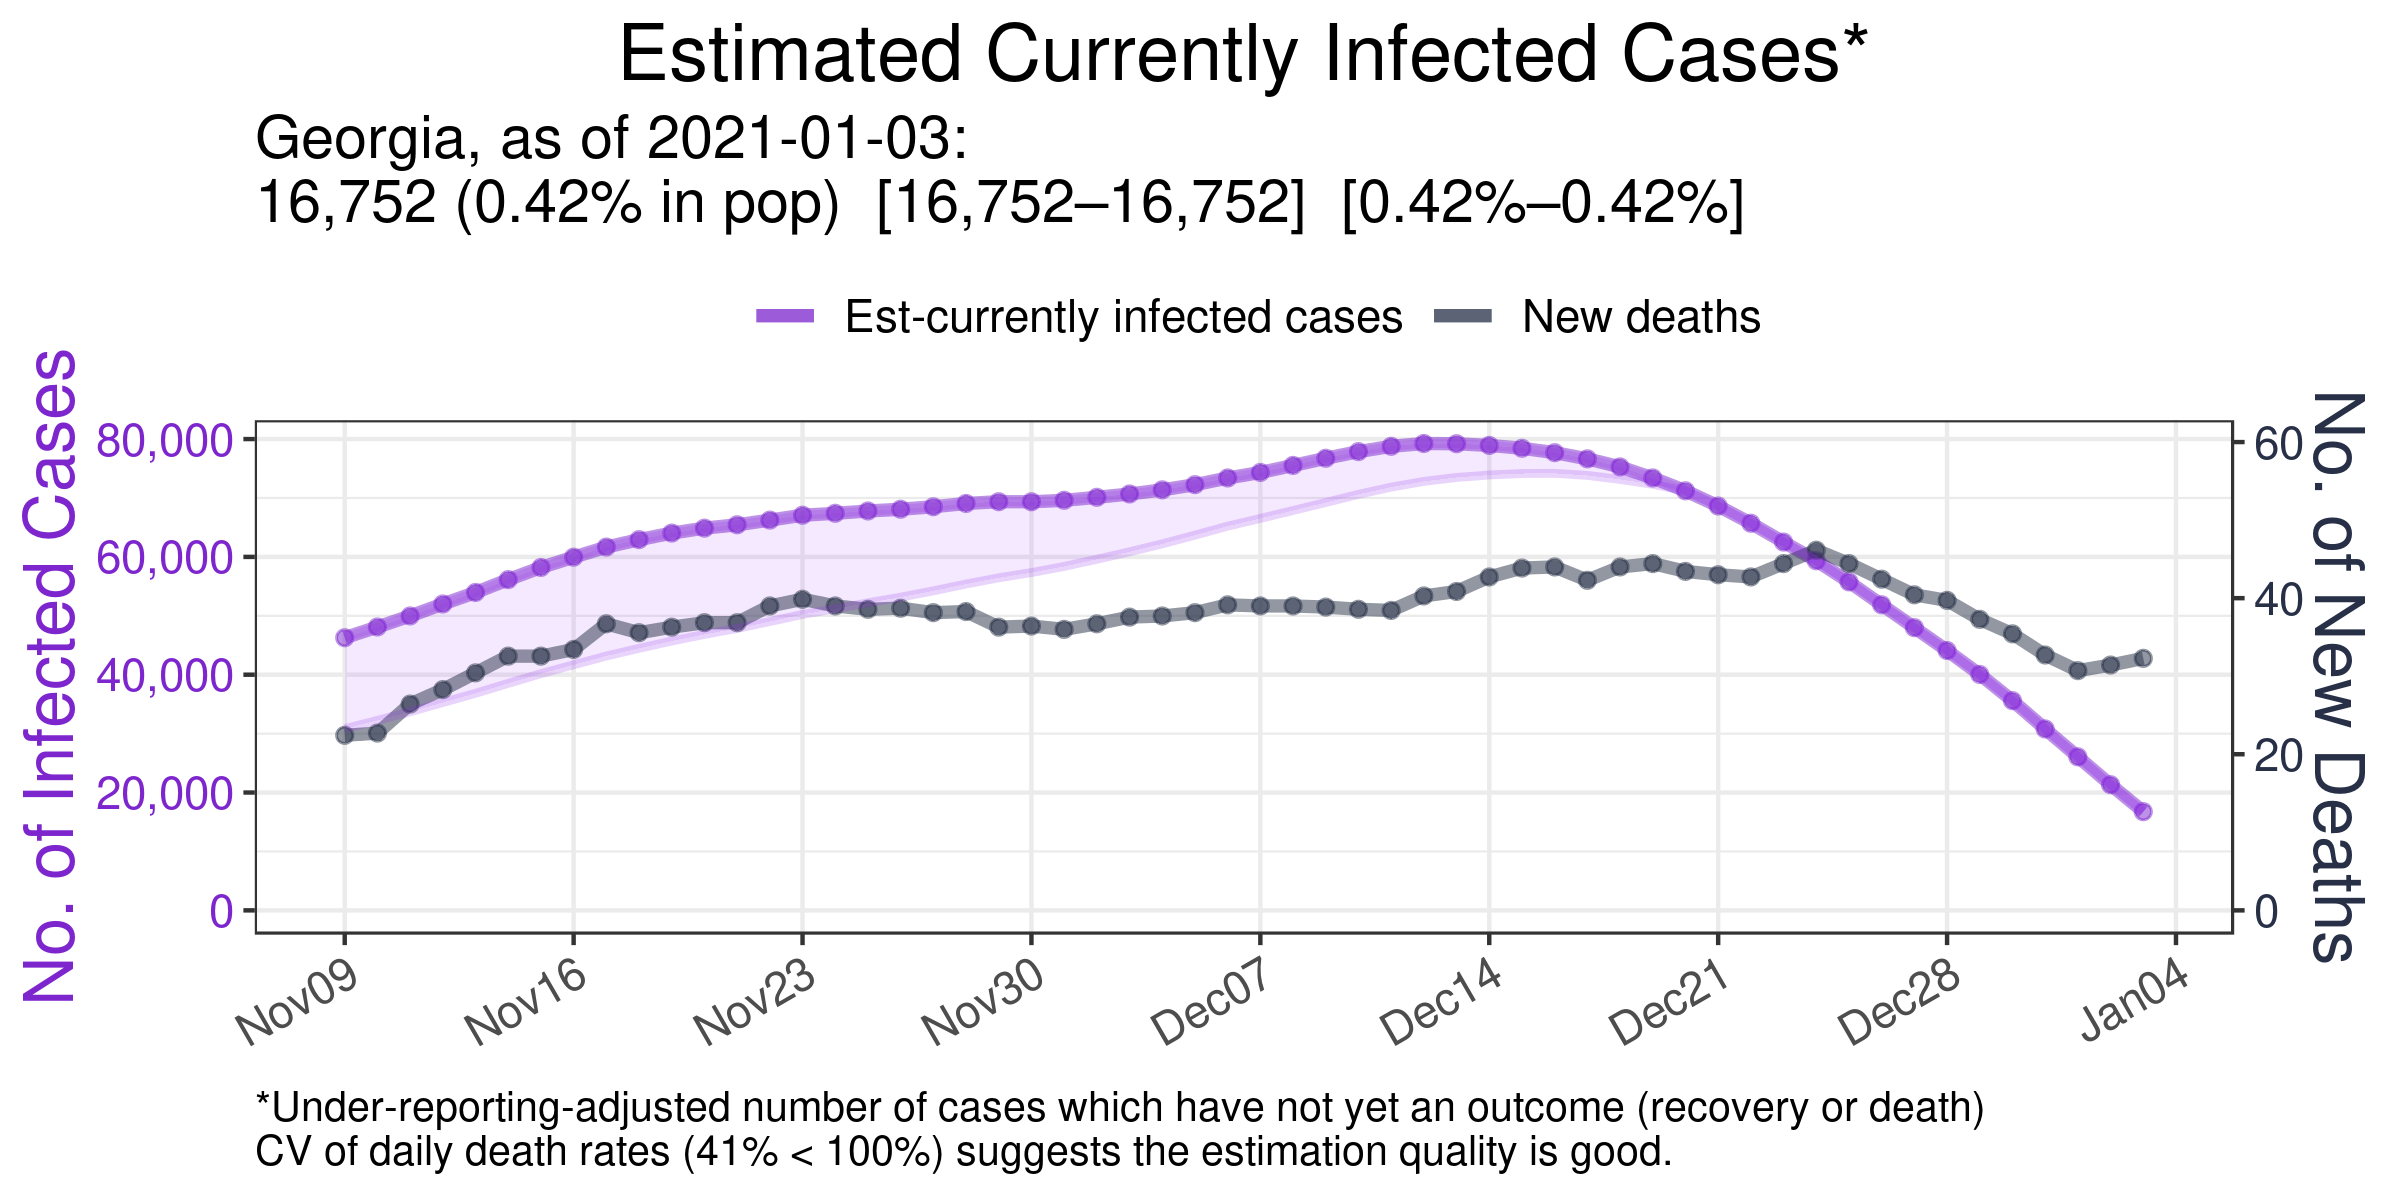 Estimated Currently Infected Cases*
Georgia, as of 2021-01-03:
16,752 (0.42% in pop)  [16,752–16,752]  [0.42%–0.42%]
Est-currently infected cases
New deaths
No. of Infected Cases
80,000
60,000
40,000
20,000
0
60
40
20
0
No. of New Deaths
Nov09
Nov16
Nov23
Nov30
Dec07
Dec14
Dec21
Dec28
Jan04
*Under-reporting-adjusted number of cases which have not yet an outcome (recovery or death)
CV of daily death rates (41% < 100%) suggests the estimation quality is good.